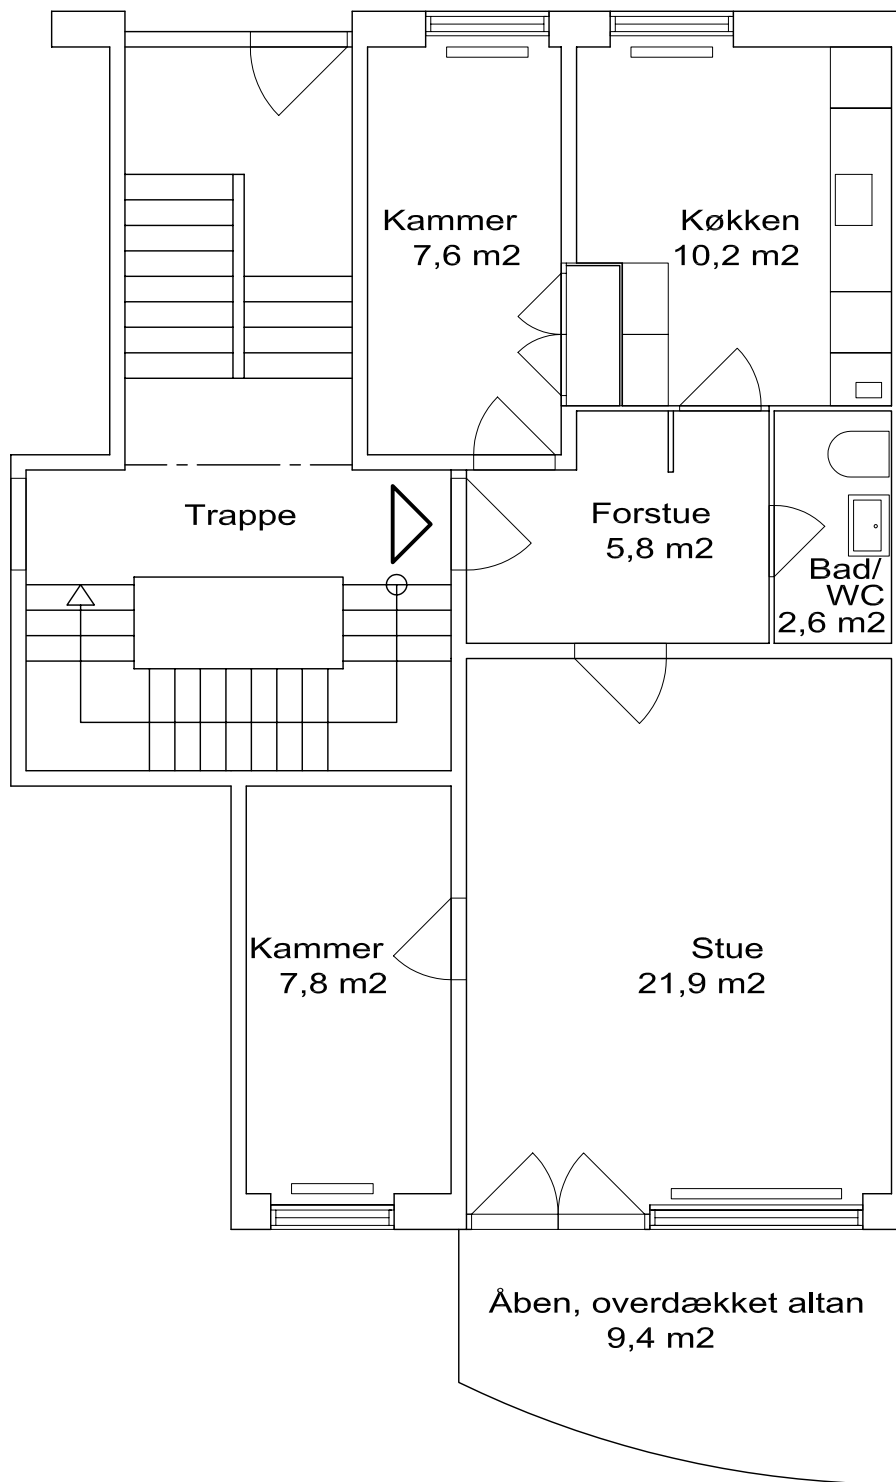 Kammer
7,6 m2
Køkken
10,2 m2
Trappe
Forstue
5,8 m2
Bad/
WC
2,6 m2
Kammer
7,8 m2
Stue
21,9 m2
Åben, overdækket altan
9,4 m2